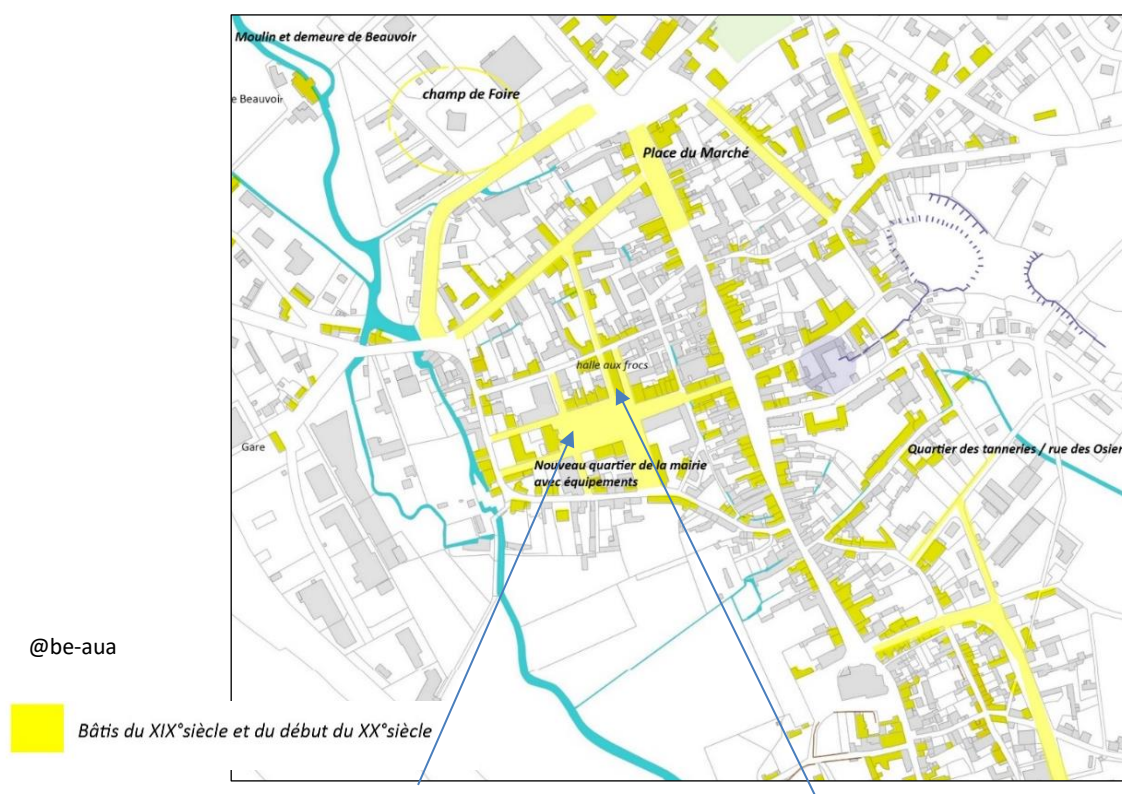 Moulin et demeure de Beauvoir
e Beauvoir
champ de Foire
Place du Marché
halle aux frocs
Gare
Quartier des tanneries / rue des Osier
Nouveau quartier de la mairie
avec équipements
@be-aua
Bâtis du XIX°siècle et du début du XX°siècle